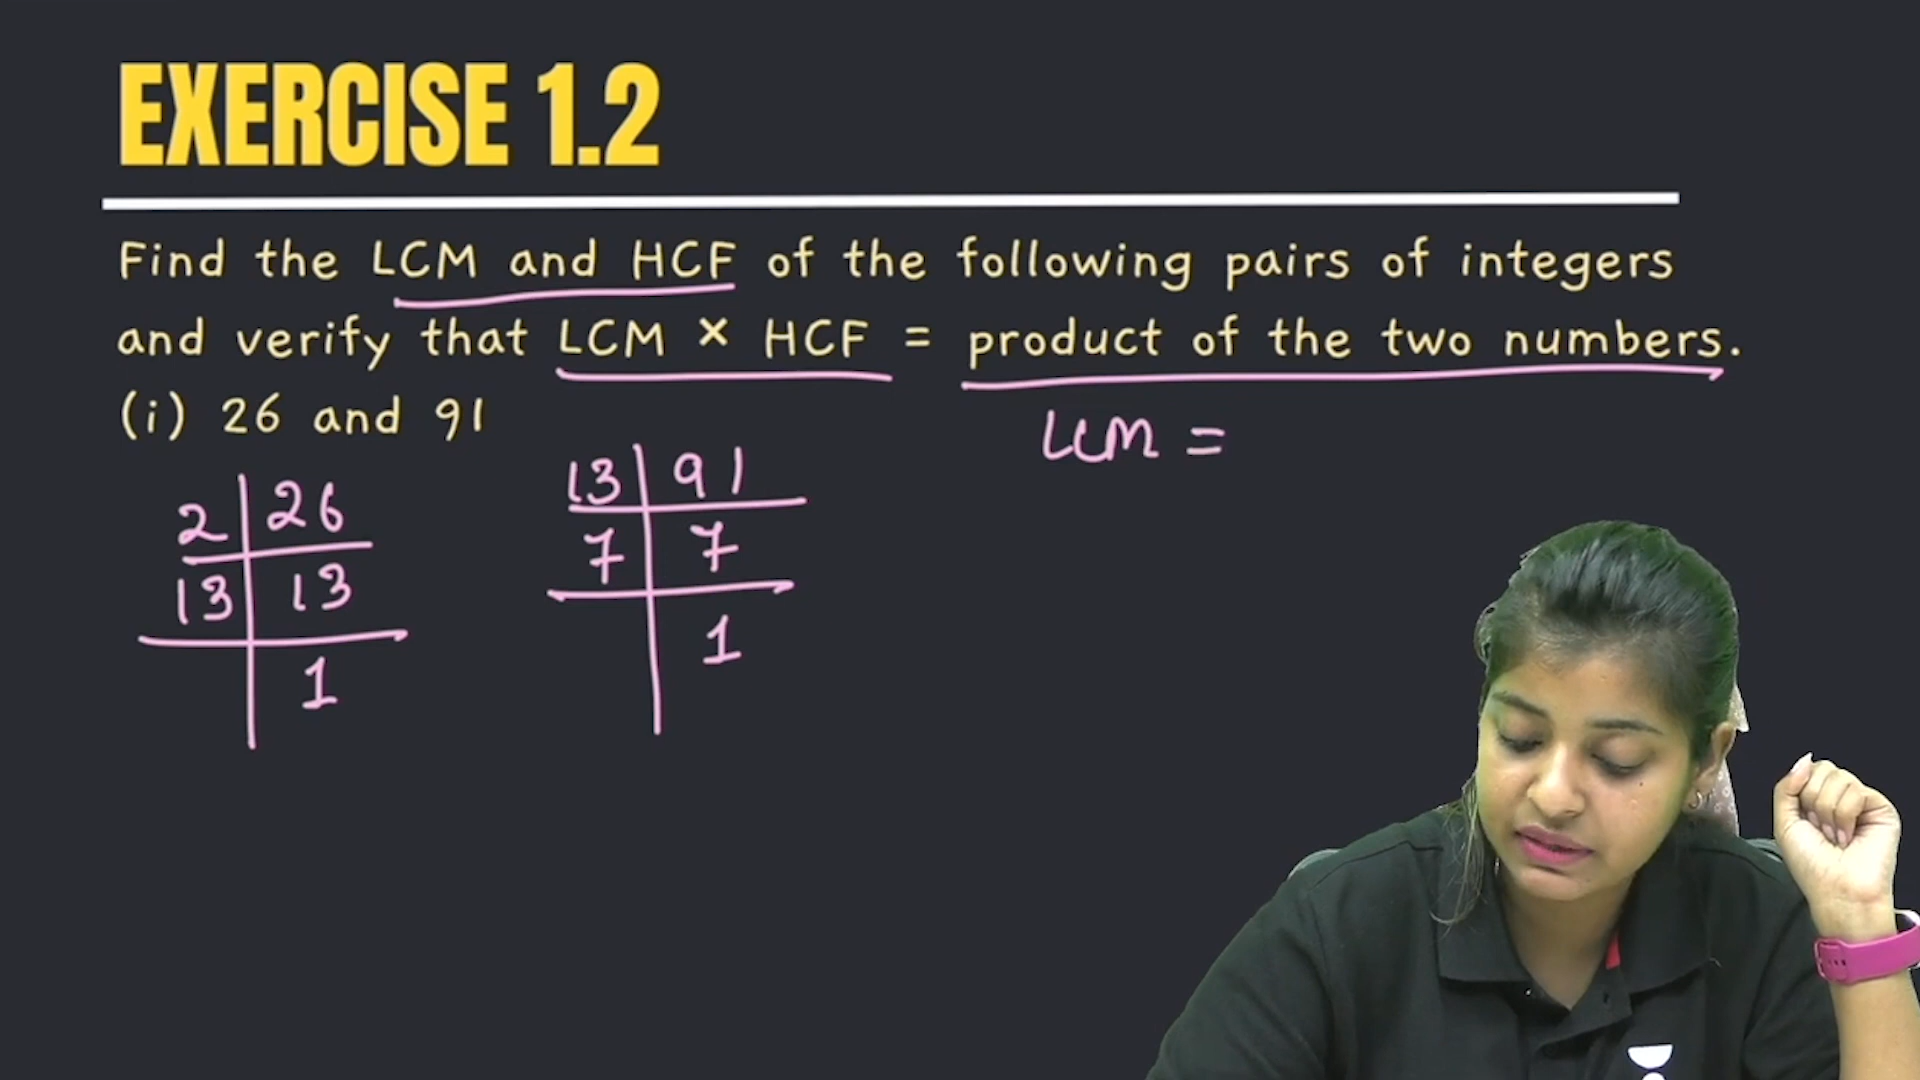 EXERCISE 1.2
Find the LCM and HCF of the following pairs of integers
and verify that LCM × HCF = product of the two numbers.
(i) 26 and 91
LCM =
2 | 26
13 | 13
1
13 | 91
7 | 7
1